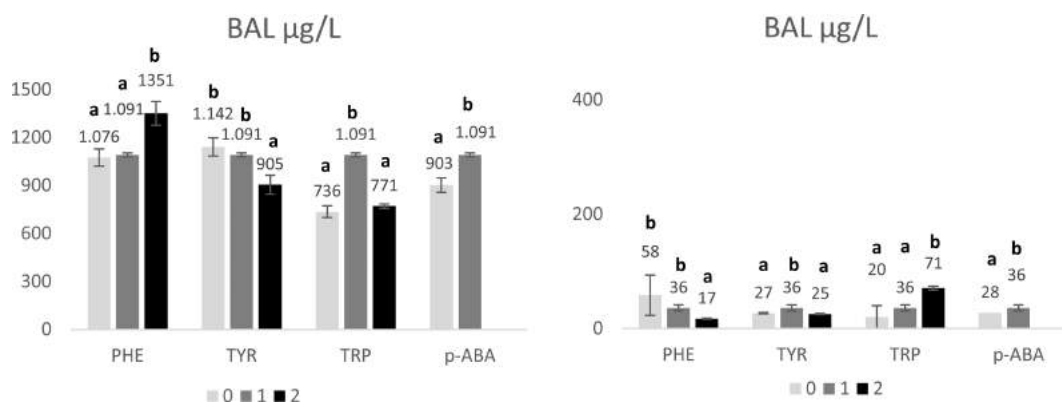 BAL µg/L
b
1500
a
1351
b
a
1.091
1.142
b
b
1.076
1.091
a
1.091
a
1.091
1200
905
a
a
903
900
736
771
600
300
0
PHE
TYR
TRP
p-ABA
0 1 2
BAL µg/L
400
200
b
58
b
36
a
17
a
27
b
36
a
25
a
20
a
36
b
71
a
28
b
36
0
PHE
TYR
TRP
p-ABA
0 1 2